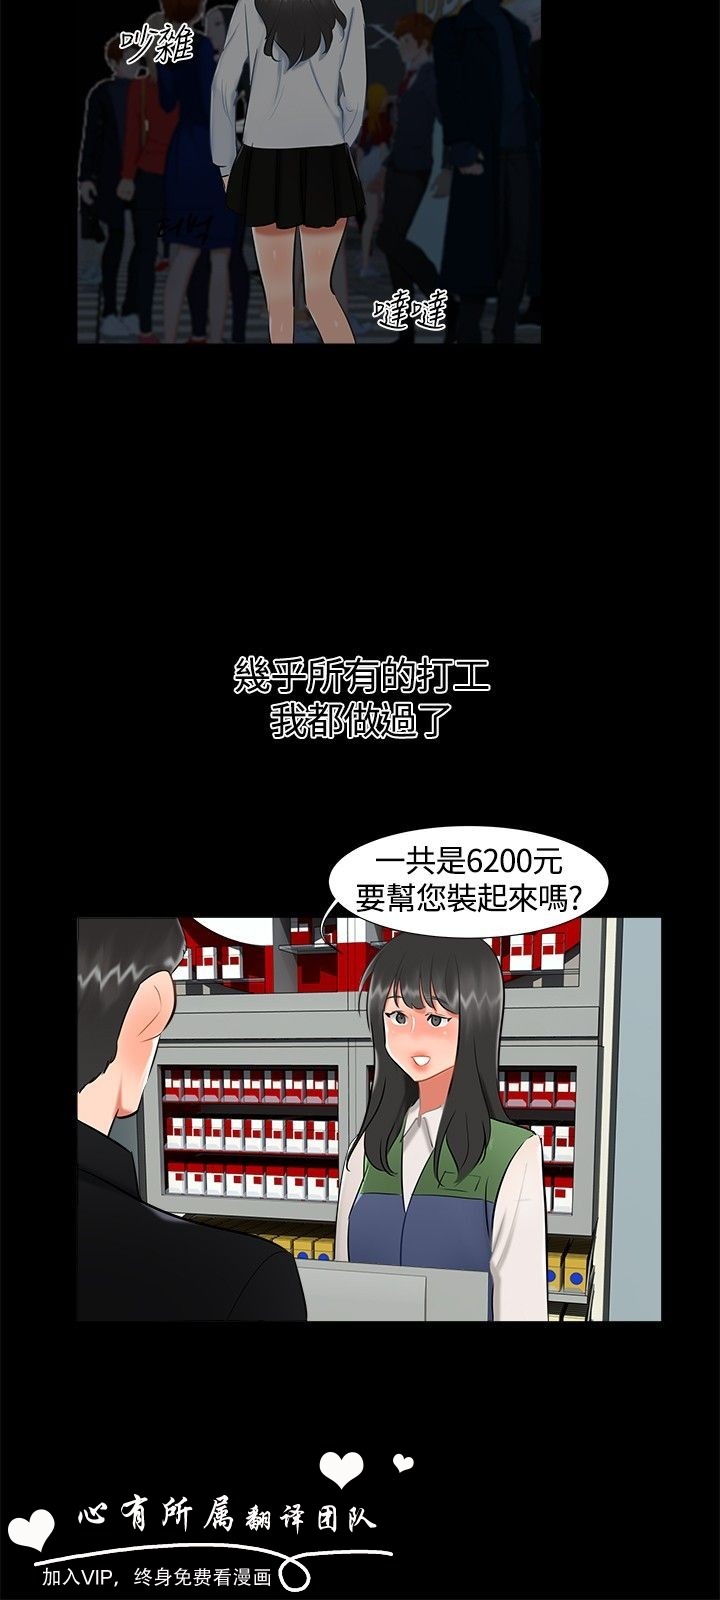 吵雜
터벅
噠噠
幾乎所有的打工
我都做過了
一共是6200元
要幫您裝起來嗎?
心有所属翻译团队
加入VIP，终身免费看漫画